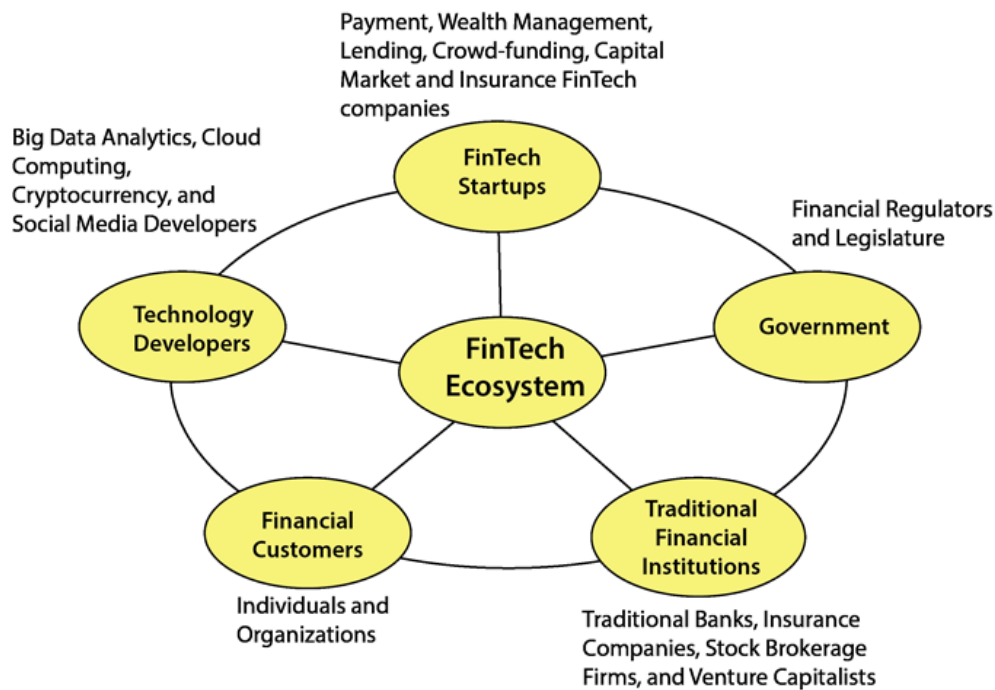 Payment, Wealth Management,
Lending, Crowd-funding, Capital
Market and Insurance FinTech
companies
Big Data Analytics, Cloud
Computing,
Cryptocurrency, and
Social Media Developers
FinTech
Startups
Financial Regulators
and Legislature
Technology
Developers
Government
FinTech
Ecosystem
Financial
Customers
Traditional
Financial
Institutions
Individuals and
Organizations
Traditional Banks, Insurance
Companies, Stock Brokerage
Firms, and Venture Capitalists